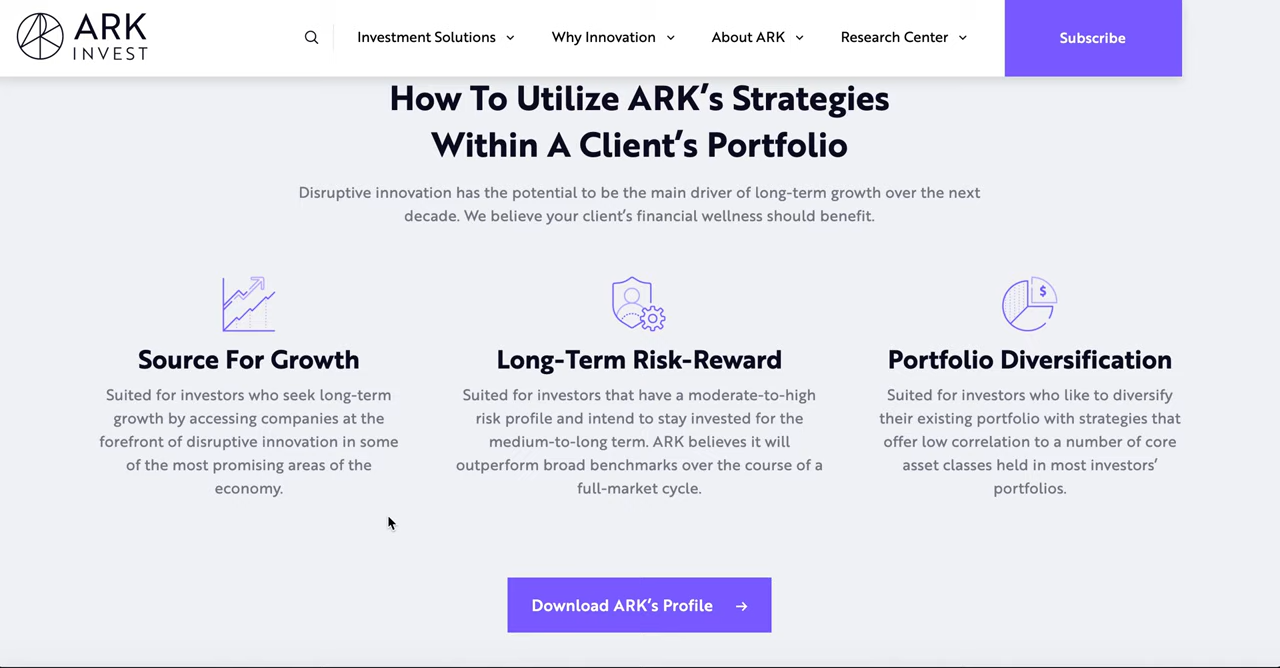 ARK
INVEST
Investment Solutions
Why Innovation
About ARK
Research Center
Subscribe
How To Utilize ARK's Strategies
Within A Client's Portfolio
Disruptive innovation has the potential to be the main driver of long-term growth over the next
decade. We believe your client's financial wellness should benefit.
$
Source For Growth
Suited for investors who seek long-term
growth by accessing companies at the
forefront of disruptive innovation in some
of the most promising areas of the
economy.
Long-Term Risk-Reward
Suited for investors that have a moderate-to-high
risk profile and intend to stay invested for the
medium-to-long term. ARK believes it will
outperform broad benchmarks over the course of a
full-market cycle.
Portfolio Diversification
Suited for investors who like to diversify
their existing portfolio with strategies that
offer low correlation to a number of core
asset classes held in most investors'
portfolios.
Download ARK's Profile →